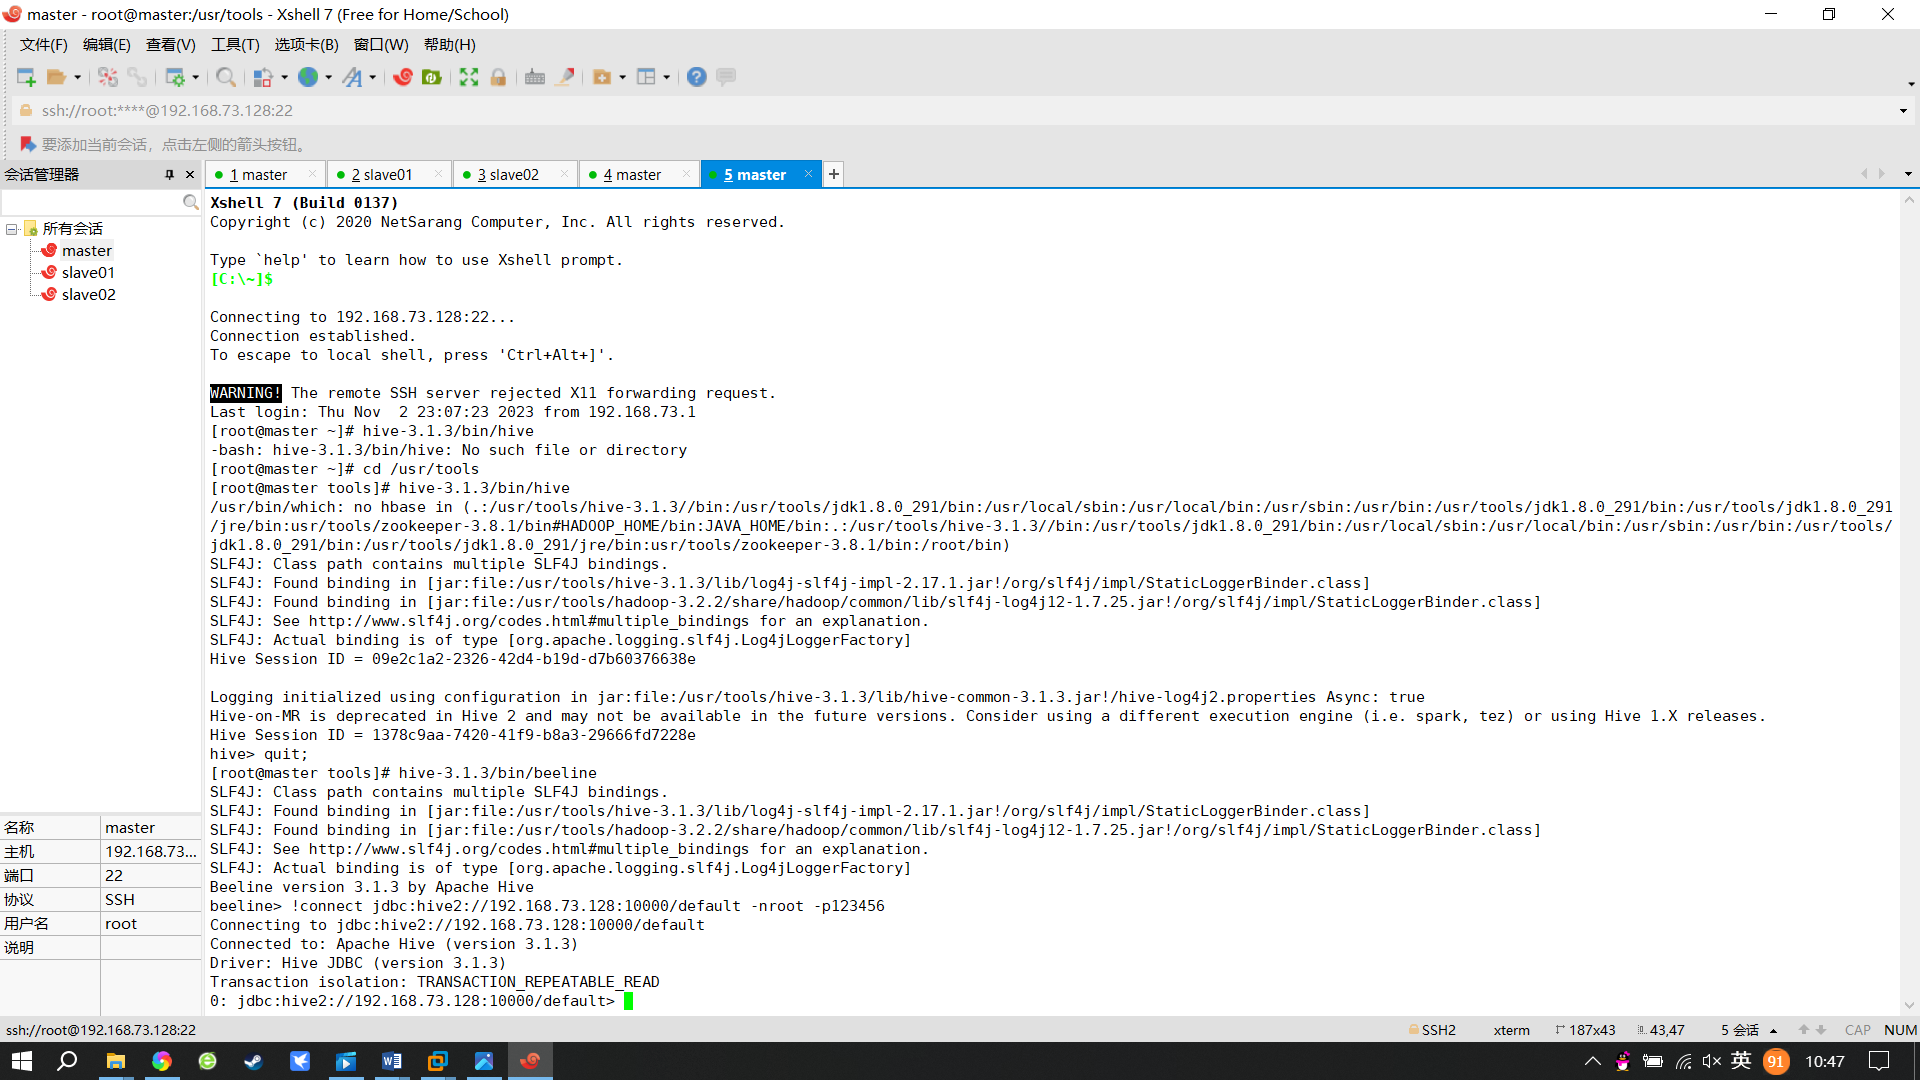 master - root@master:/usr/tools - Xshell 7 (Free for Home/School)
文件(F) 编辑(E) 查看(V) 工具(T) 选项卡(B) 窗口(W) 帮助(H)
ssh://root:****@192.168.73.128:22
要添加当前会话，点击左侧的箭头按钮。
会话管理器
1 master 2 slave01 3 slave02 4 master 5 master +
所有会话
master
slave01
slave02
Xshell 7 (Build 0137)
Copyright (c) 2020 NetSarang Computer, Inc. All rights reserved.
Type `help' to learn how to use Xshell prompt.
[C:\~]$
Connecting to 192.168.73.128:22...
Connection established.
To escape to local shell, press 'Ctrl+Alt+]'.
WARNING! The remote SSH server rejected X11 forwarding request.
Last login: Thu Nov  2 23:07:23 2023 from 192.168.73.1
[root@master ~]# hive-3.1.3/bin/hive
-bash: hive-3.1.3/bin/hive: No such file or directory
[root@master ~]# cd /usr/tools
[root@master tools]# hive-3.1.3/bin/hive
/usr/bin/which: no hbase in (.:/usr/tools/hive-3.1.3//bin:/usr/tools/jdk1.8.0_291/bin:/usr/local/sbin:/usr/local/bin:/usr/sbin:/usr/bin:/usr/tools/jdk1.8.0_291/bin:/usr/tools/jdk1.8.0_291
/jre/bin:usr/tools/zookeeper-3.8.1/bin#HADOOP_HOME/bin:JAVA_HOME/bin:.:/usr/tools/hive-3.1.3//bin:/usr/tools/jdk1.8.0_291/bin:/usr/local/sbin:/usr/local/bin:/usr/sbin:/usr/bin:/usr/tools/
jdk1.8.0_291/bin:/usr/tools/jdk1.8.0_291/jre/bin:usr/tools/zookeeper-3.8.1/bin:/root/bin)
SLF4J: Class path contains multiple SLF4J bindings.
SLF4J: Found binding in [jar:file:/usr/tools/hive-3.1.3/lib/log4j-slf4j-impl-2.17.1.jar!/org/slf4j/impl/StaticLoggerBinder.class]
SLF4J: Found binding in [jar:file:/usr/tools/hadoop-3.2.2/share/hadoop/common/lib/slf4j-log4j12-1.7.25.jar!/org/slf4j/impl/StaticLoggerBinder.class]
SLF4J: See http://www.slf4j.org/codes.html#multiple_bindings for an explanation.
SLF4J: Actual binding is of type [org.apache.logging.slf4j.Log4jLoggerFactory]
Hive Session ID = 09e2c1a2-2326-42d4-b19d-d7b60376638e
Logging initialized using configuration in jar:file:/usr/tools/hive-3.1.3/lib/hive-common-3.1.3.jar!/hive-log4j2.properties Async: true
Hive-on-MR is deprecated in Hive 2 and may not be available in the future versions. Consider using a different execution engine (i.e. spark, tez) or using Hive 1.X releases.
Hive Session ID = 1378c9aa-7420-41f9-b8a3-29666fd7228e
hive> quit;
[root@master tools]# hive-3.1.3/bin/beeline
SLF4J: Class path contains multiple SLF4J bindings.
SLF4J: Found binding in [jar:file:/usr/tools/hive-3.1.3/lib/log4j-slf4j-impl-2.17.1.jar!/org/slf4j/impl/StaticLoggerBinder.class]
SLF4J: Found binding in [jar:file:/usr/tools/hadoop-3.2.2/share/hadoop/common/lib/slf4j-log4j12-1.7.25.jar!/org/slf4j/impl/StaticLoggerBinder.class]
SLF4J: See http://www.slf4j.org/codes.html#multiple_bindings for an explanation.
SLF4J: Actual binding is of type [org.apache.logging.slf4j.Log4jLoggerFactory]
Beeline version 3.1.3 by Apache Hive
beeline> !connect jdbc:hive2://192.168.73.128:10000/default -nroot -p123456
Connecting to jdbc:hive2://192.168.73.128:10000/default
Connected to: Apache Hive (version 3.1.3)
Driver: Hive JDBC (version 3.1.3)
Transaction isolation: TRANSACTION_REPEATABLE_READ
0: jdbc:hive2://192.168.73.128:10000/default>
名称 master
主机 192.168.73...
端口 22
协议 SSH
用户名 root
说明
ssh://root@192.168.73.128:22 SSH2 xterm 187x43 43,47 5 会话 CAP NUM
英 91 10:47